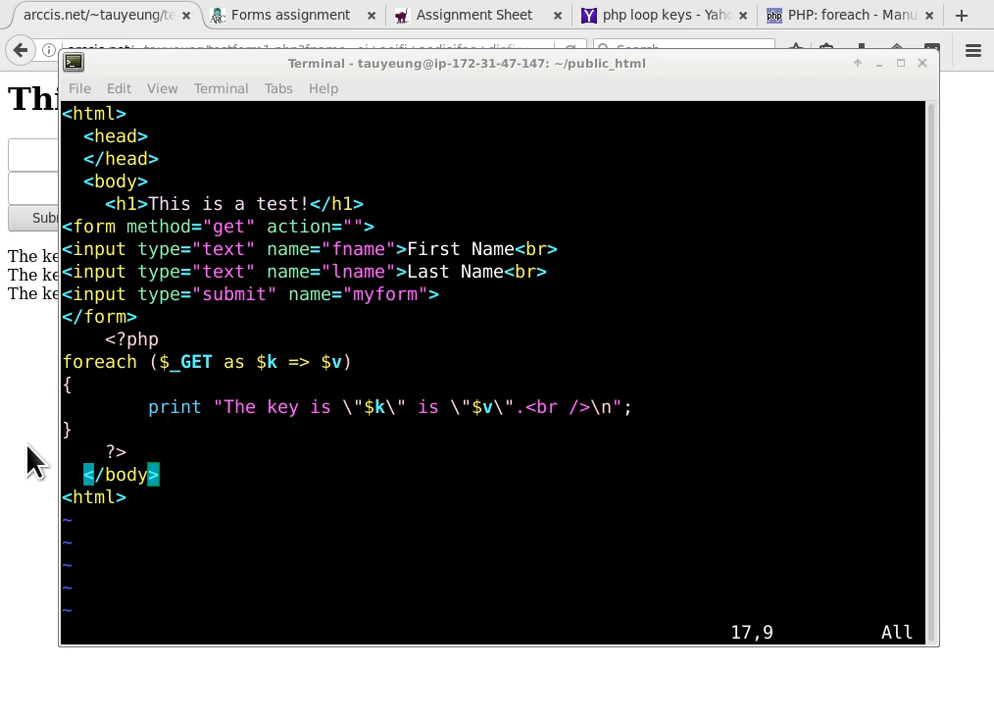 arccis.net/~tauyeung/te
Forms assignment
Assignment Sheet
php loop keys - Yah
PHP: foreach - Manu
Search
Terminal - tauyeung@ip-172-31-47-147: ~/public_html
File Edit View Terminal Tabs Help
Thi
Subr
The ke
The ke
The ke
<html>
  <head>
  </head>
  <body>
    <h1>This is a test!</h1>
<form method="get" action="">
<input type="text" name="fname">First Name<br>
<input type="text" name="lname">Last Name<br>
<input type="submit" name="myform">
</form>
    <?php
foreach ($_GET as $k => $v)
{
        print "The key is \"$k\" is \"$v\".<br />\n";
}
    ?>
  </body>
<html>
~
~
~
~
~
17,9 All